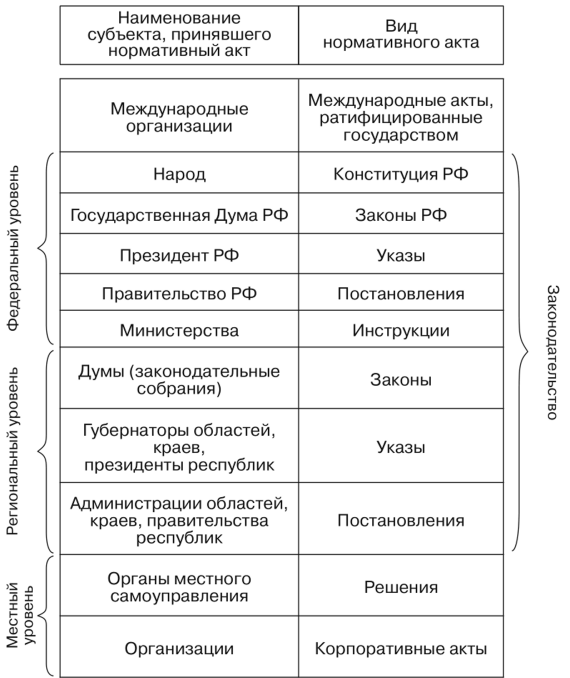 Наименование
субъекта, принявшего
нормативный акт
Вид
нормативного акта
Международные
организации
Международные акты,
ратифицированные
государством
Федеральный уровень
Народ
Конституция РФ
Государственная Дума РФ
Законы РФ
Президент РФ
Указы
Правительство РФ
Постановления
Министерства
Инструкции
Законодательство
Региональный уровень
Думы (законодательные
собрания)
Законы
Губернаторы областей,
краев,
президенты республик
Указы
Администрации областей,
краев, правительства
республик
Постановления
Местный
уровень
Органы местного
самоуправления
Решения
Организации
Корпоративные акты